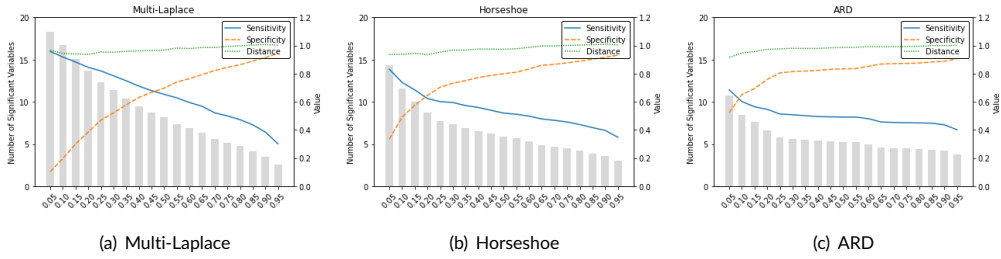 Multi-Laplace
20
15
10
5
0
Number of Significant Variables
1.2
1.0
0.8
0.6
0.4
0.2
0.0
Value
Sensitivity
Specificity
Distance
0.05 0.10 0.15 0.20 0.25 0.30 0.35 0.40 0.45 0.50 0.55 0.60 0.65 0.70 0.75 0.80 0.85 0.90 0.95
(a) Multi-Laplace
Horseshoe
20
15
10
5
0
Number of Significant Variables
1.2
1.0
0.8
0.6
0.4
0.2
0.0
Value
Sensitivity
Specificity
Distance
0.05 0.10 0.15 0.20 0.25 0.30 0.35 0.40 0.45 0.50 0.55 0.60 0.65 0.70 0.75 0.80 0.85 0.90 0.95
(b) Horseshoe
ARD
20
15
10
5
0
Number of Significant Variables
1.2
1.0
0.8
0.6
0.4
0.2
0.0
Value
Sensitivity
Specificity
Distance
0.05 0.10 0.15 0.20 0.25 0.30 0.35 0.40 0.45 0.50 0.55 0.60 0.65 0.70 0.75 0.80 0.85 0.90 0.95
(c) ARD